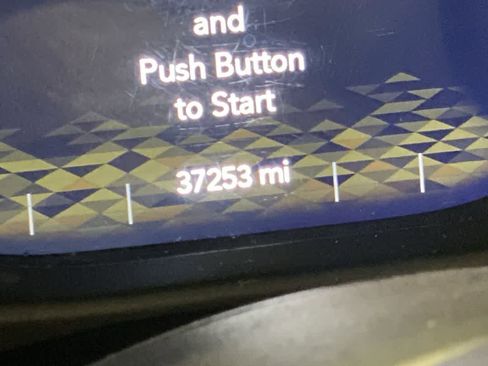 and
Push Button
to Start
37253 mi